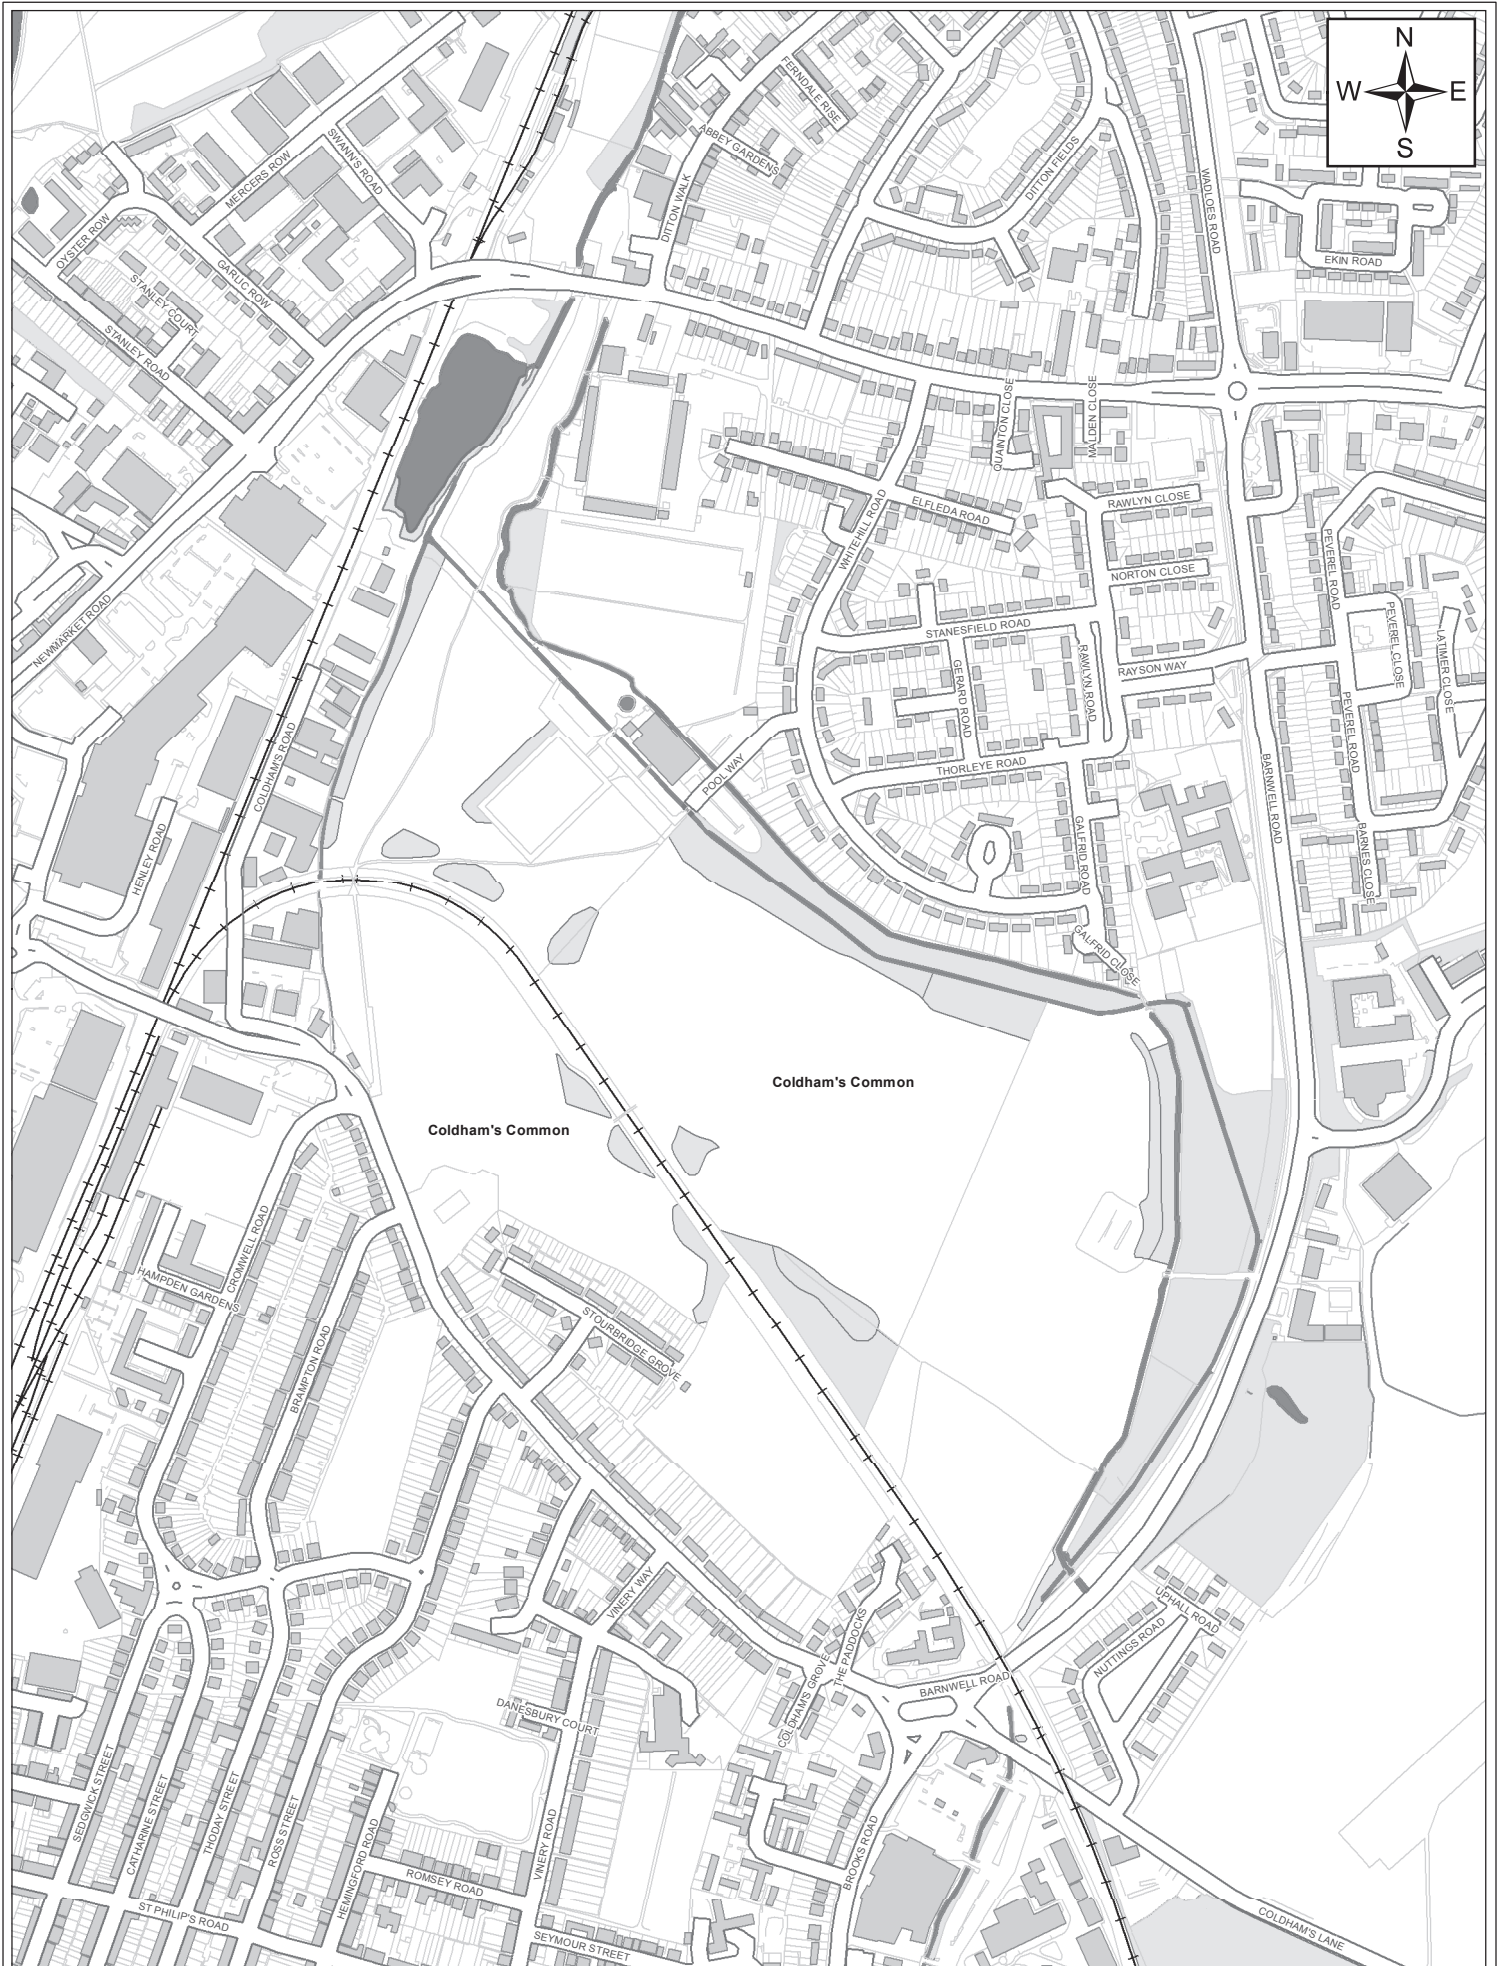 N
W E
S
FERNDALE RISE
ABBEY GARDENS
SWANN'S ROAD
MERCERS ROW
DITTON FIELDS
DITTON WALK
WADLOES ROAD
OYSTER ROW
GARLIC ROW
STANLEY COURT
STANLEY ROAD
EKIN ROAD
QUAINTON CLOSE
MALDEN CLOSE
RAWLYN CLOSE
ELFLEDA ROAD
WHITEHILL ROAD
NORTON CLOSE
PEVEREL ROAD
NEWMARKET ROAD
STANESFIELD ROAD
PEVEREL CLOSE
LATIMER CLOSE
GERARD ROAD
RAWLYN ROAD
RAYSON WAY
PEVEREL ROAD
COLDHAM'S ROAD
POOL WAY
THORLEYE ROAD
BARNWELL ROAD
HENLEY ROAD
GALFRID ROAD
BARNES CLOSE
GALFRID CLOSE
Coldham's Common
Coldham's Common
CROMWELL ROAD
HAMPDEN GARDENS
BRAMPTON ROAD
STOURBRIDGE GROVE
VINERY WAY
UPHALL ROAD
NUTTINGS ROAD
THE PADDOCKS
COLDHAMS GROVE
BARNWELL ROAD
DANESBURY COURT
SEDGWICK STREET
CATHARINE STREET
THODAY STREET
ROSS STREET
HEMINGFORD ROAD
VINERY ROAD
BROOKS ROAD
ROMSEY ROAD
ST PHILIP'S ROAD
SEYMOUR STREET
COLDHAM'S LANE